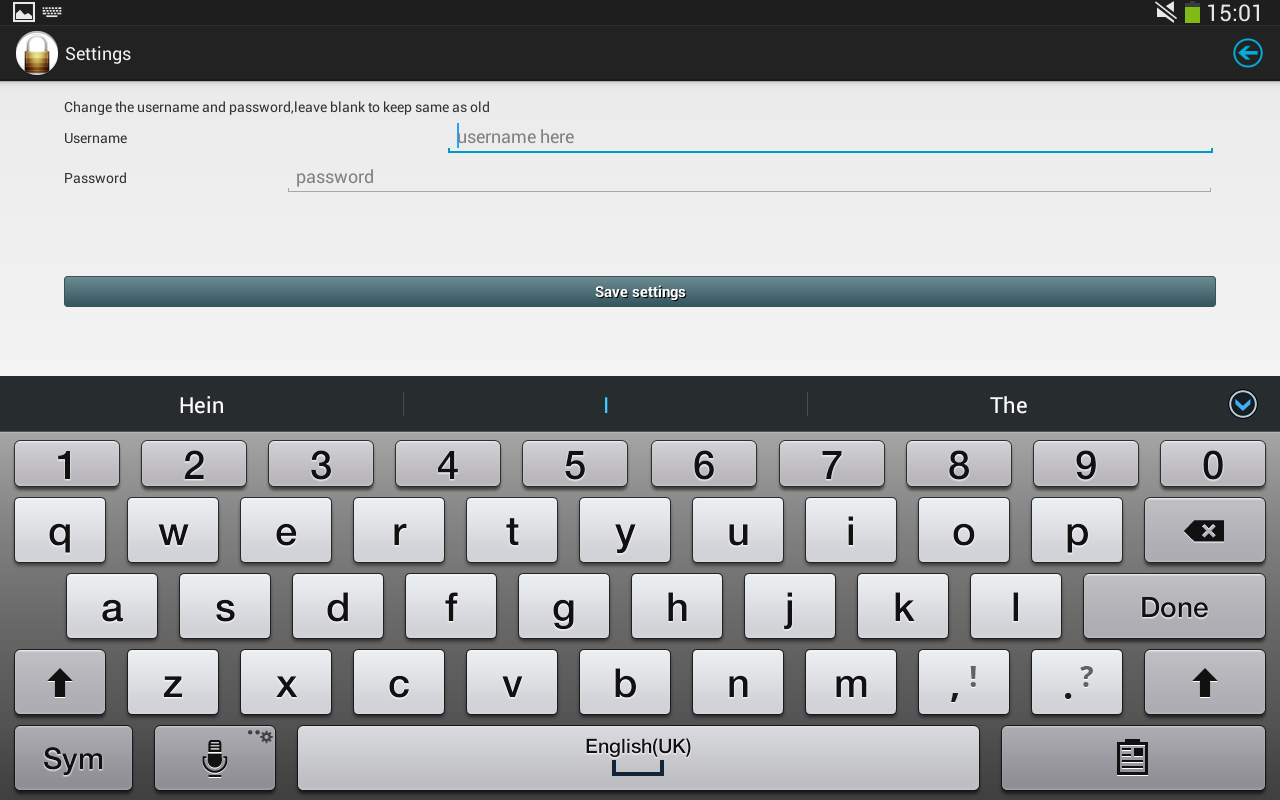 15:01
Settings
Change the username and password,leave blank to keep same as old
Username username here
Password password
Save settings
Hein I The
1 2 3 4 5 6 7 8 9 0
q w e r t y u i o p
a s d f g h j k l Done
z x c v b n m , ! . ?
Sym English(UK)